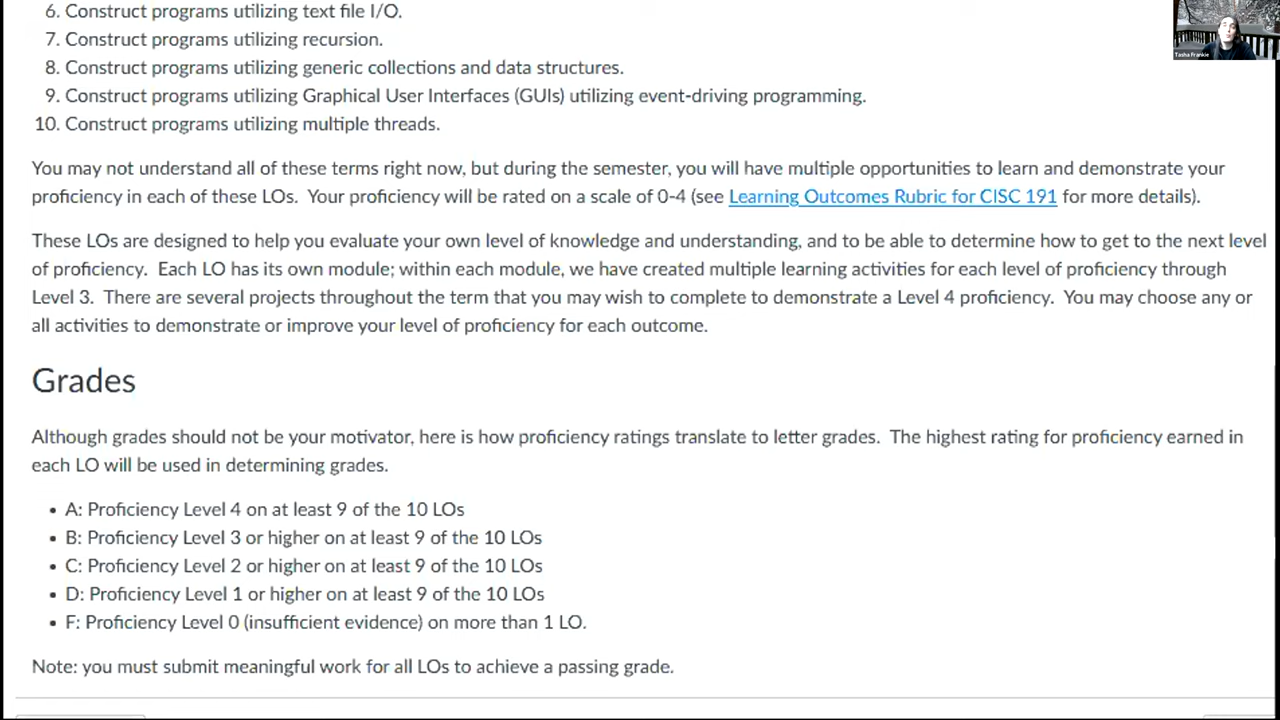 6. Construct programs utilizing text file I/O.
7. Construct programs utilizing recursion.
8. Construct programs utilizing generic collections and data structures.
9. Construct programs utilizing Graphical User Interfaces (GUIs) utilizing event-driving programming.
10. Construct programs utilizing multiple threads.
You may not understand all of these terms right now, but during the semester, you will have multiple opportunities to learn and demonstrate your
proficiency in each of these LOs. Your proficiency will be rated on a scale of 0-4 (see Learning Outcomes Rubric for CISC 191 for more details).
These LOs are designed to help you evaluate your own level of knowledge and understanding, and to be able to determine how to get to the next level
of proficiency. Each LO has its own module; within each module, we have created multiple learning activities for each level of proficiency through
Level 3. There are several projects throughout the term that you may wish to complete to demonstrate a Level 4 proficiency. You may choose any or
all activities to demonstrate or improve your level of proficiency for each outcome.
Grades
Although grades should not be your motivator, here is how proficiency ratings translate to letter grades. The highest rating for proficiency earned in
each LO will be used in determining grades.
• A: Proficiency Level 4 on at least 9 of the 10 LOs
• B: Proficiency Level 3 or higher on at least 9 of the 10 LOs
• C: Proficiency Level 2 or higher on at least 9 of the 10 LOs
• D: Proficiency Level 1 or higher on at least 9 of the 10 LOs
• F: Proficiency Level 0 (insufficient evidence) on more than 1 LO.
Note: you must submit meaningful work for all LOs to achieve a passing grade.
Tasha Frankie